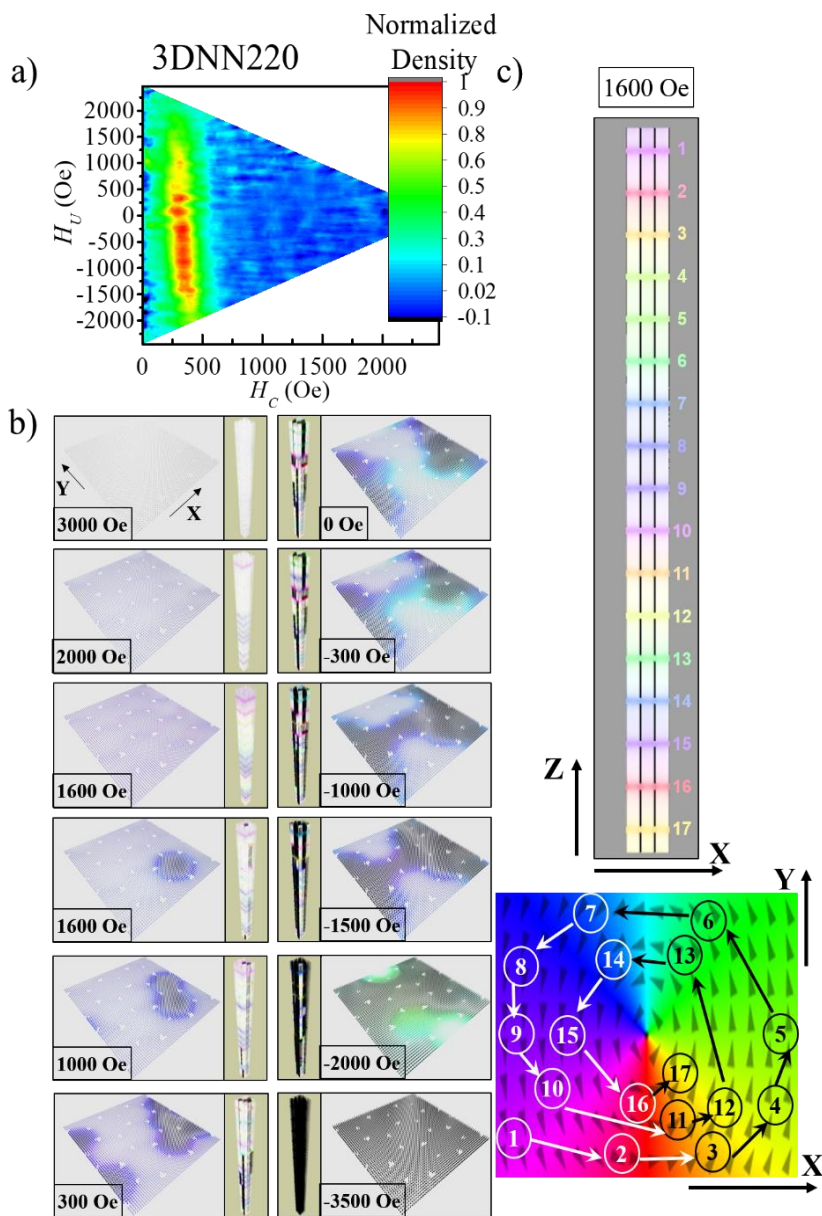 a)
3DNN220
Normalized
Density
2000
1500
1000
500
0
-500
-1000
-1500
-2000
H_U (Oe)
0 500 1000 1500 2000
H_C (Oe)
1
0.9
0.8
0.7
0.6
0.5
0.4
0.3
0.1
0.02
-0.1
b)
Y
X
3000 Oe
0 Oe
2000 Oe
-300 Oe
1600 Oe
-1000 Oe
1600 Oe
-1500 Oe
1000 Oe
-2000 Oe
300 Oe
-3500 Oe
c)
1600 Oe
1
2
3
4
5
6
7
8
9
10
11
12
13
14
15
16
17
Z
X
Y
7 6
14 13
8
9 15 5
10 17
16 11 12 4
1 2 3
X